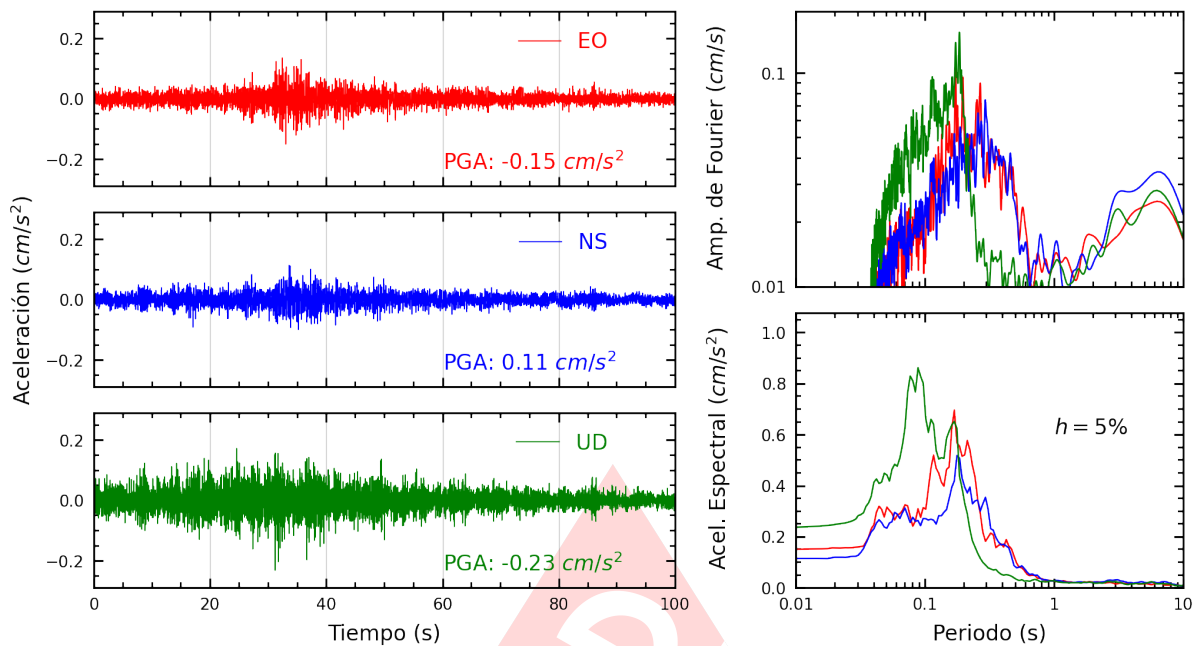 Aceleración (cm/s²)
0.2
0.0
−0.2
EO
PGA: -0.15 cm/s²
0.2
0.0
−0.2
NS
PGA: 0.11 cm/s²
0.2
0.0
−0.2
UD
PGA: -0.23 cm/s²
0 20 40 60 80 100
Tiempo (s)
Amp. de Fourier (cm/s)
0.1
0.01
Acel. Espectral (cm/s²)
1.0
0.8
0.6
0.4
0.2
0.0
h = 5%
0.01 0.1 1 10
Periodo (s)